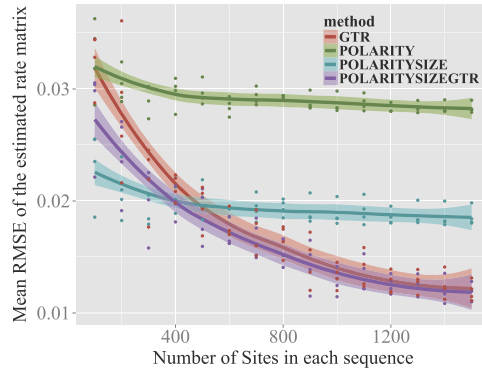 method
GTR
POLARITY
POLARITYSIZE
POLARITYSIZEGTR
Mean RMSE of the estimated rate matrix
0.03
0.02
0.01
400
800
1200
Number of Sites in each sequence